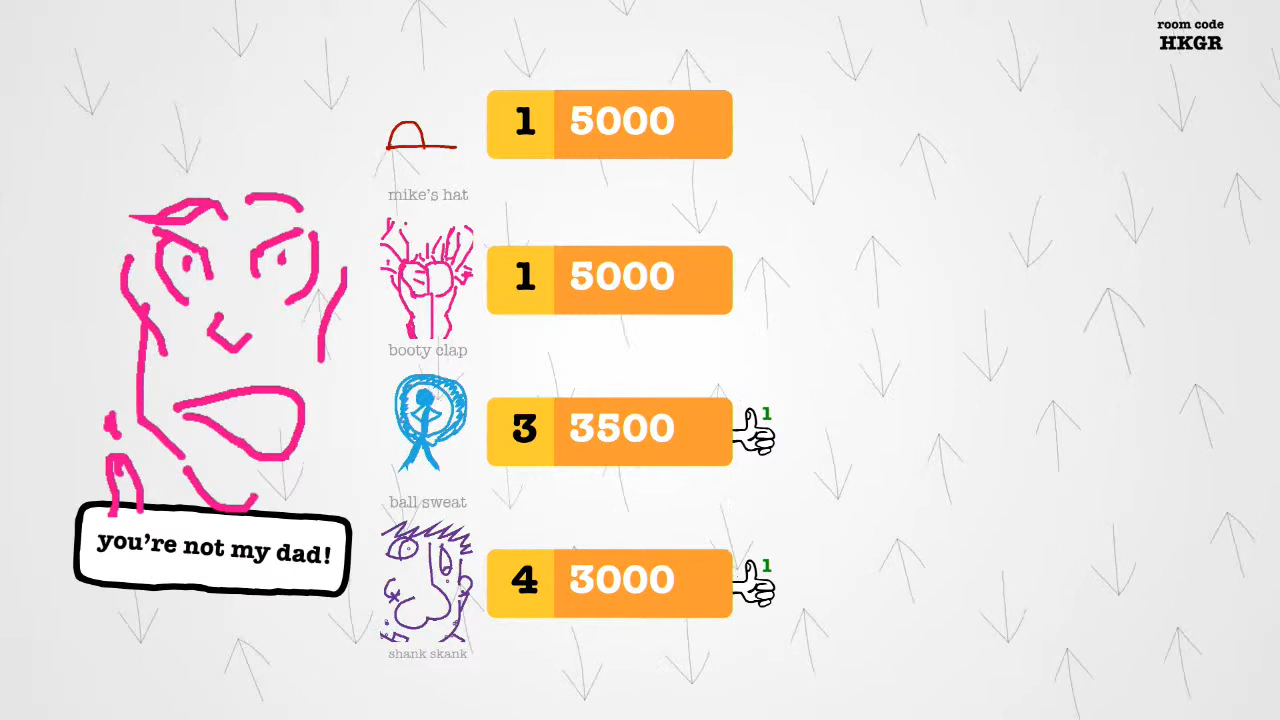 room code
HKGR
1 5000
mike's hat
1 5000
booty clap
3 3500 1
ball sweat
you're not my dad!
4 3000 1
shank skank